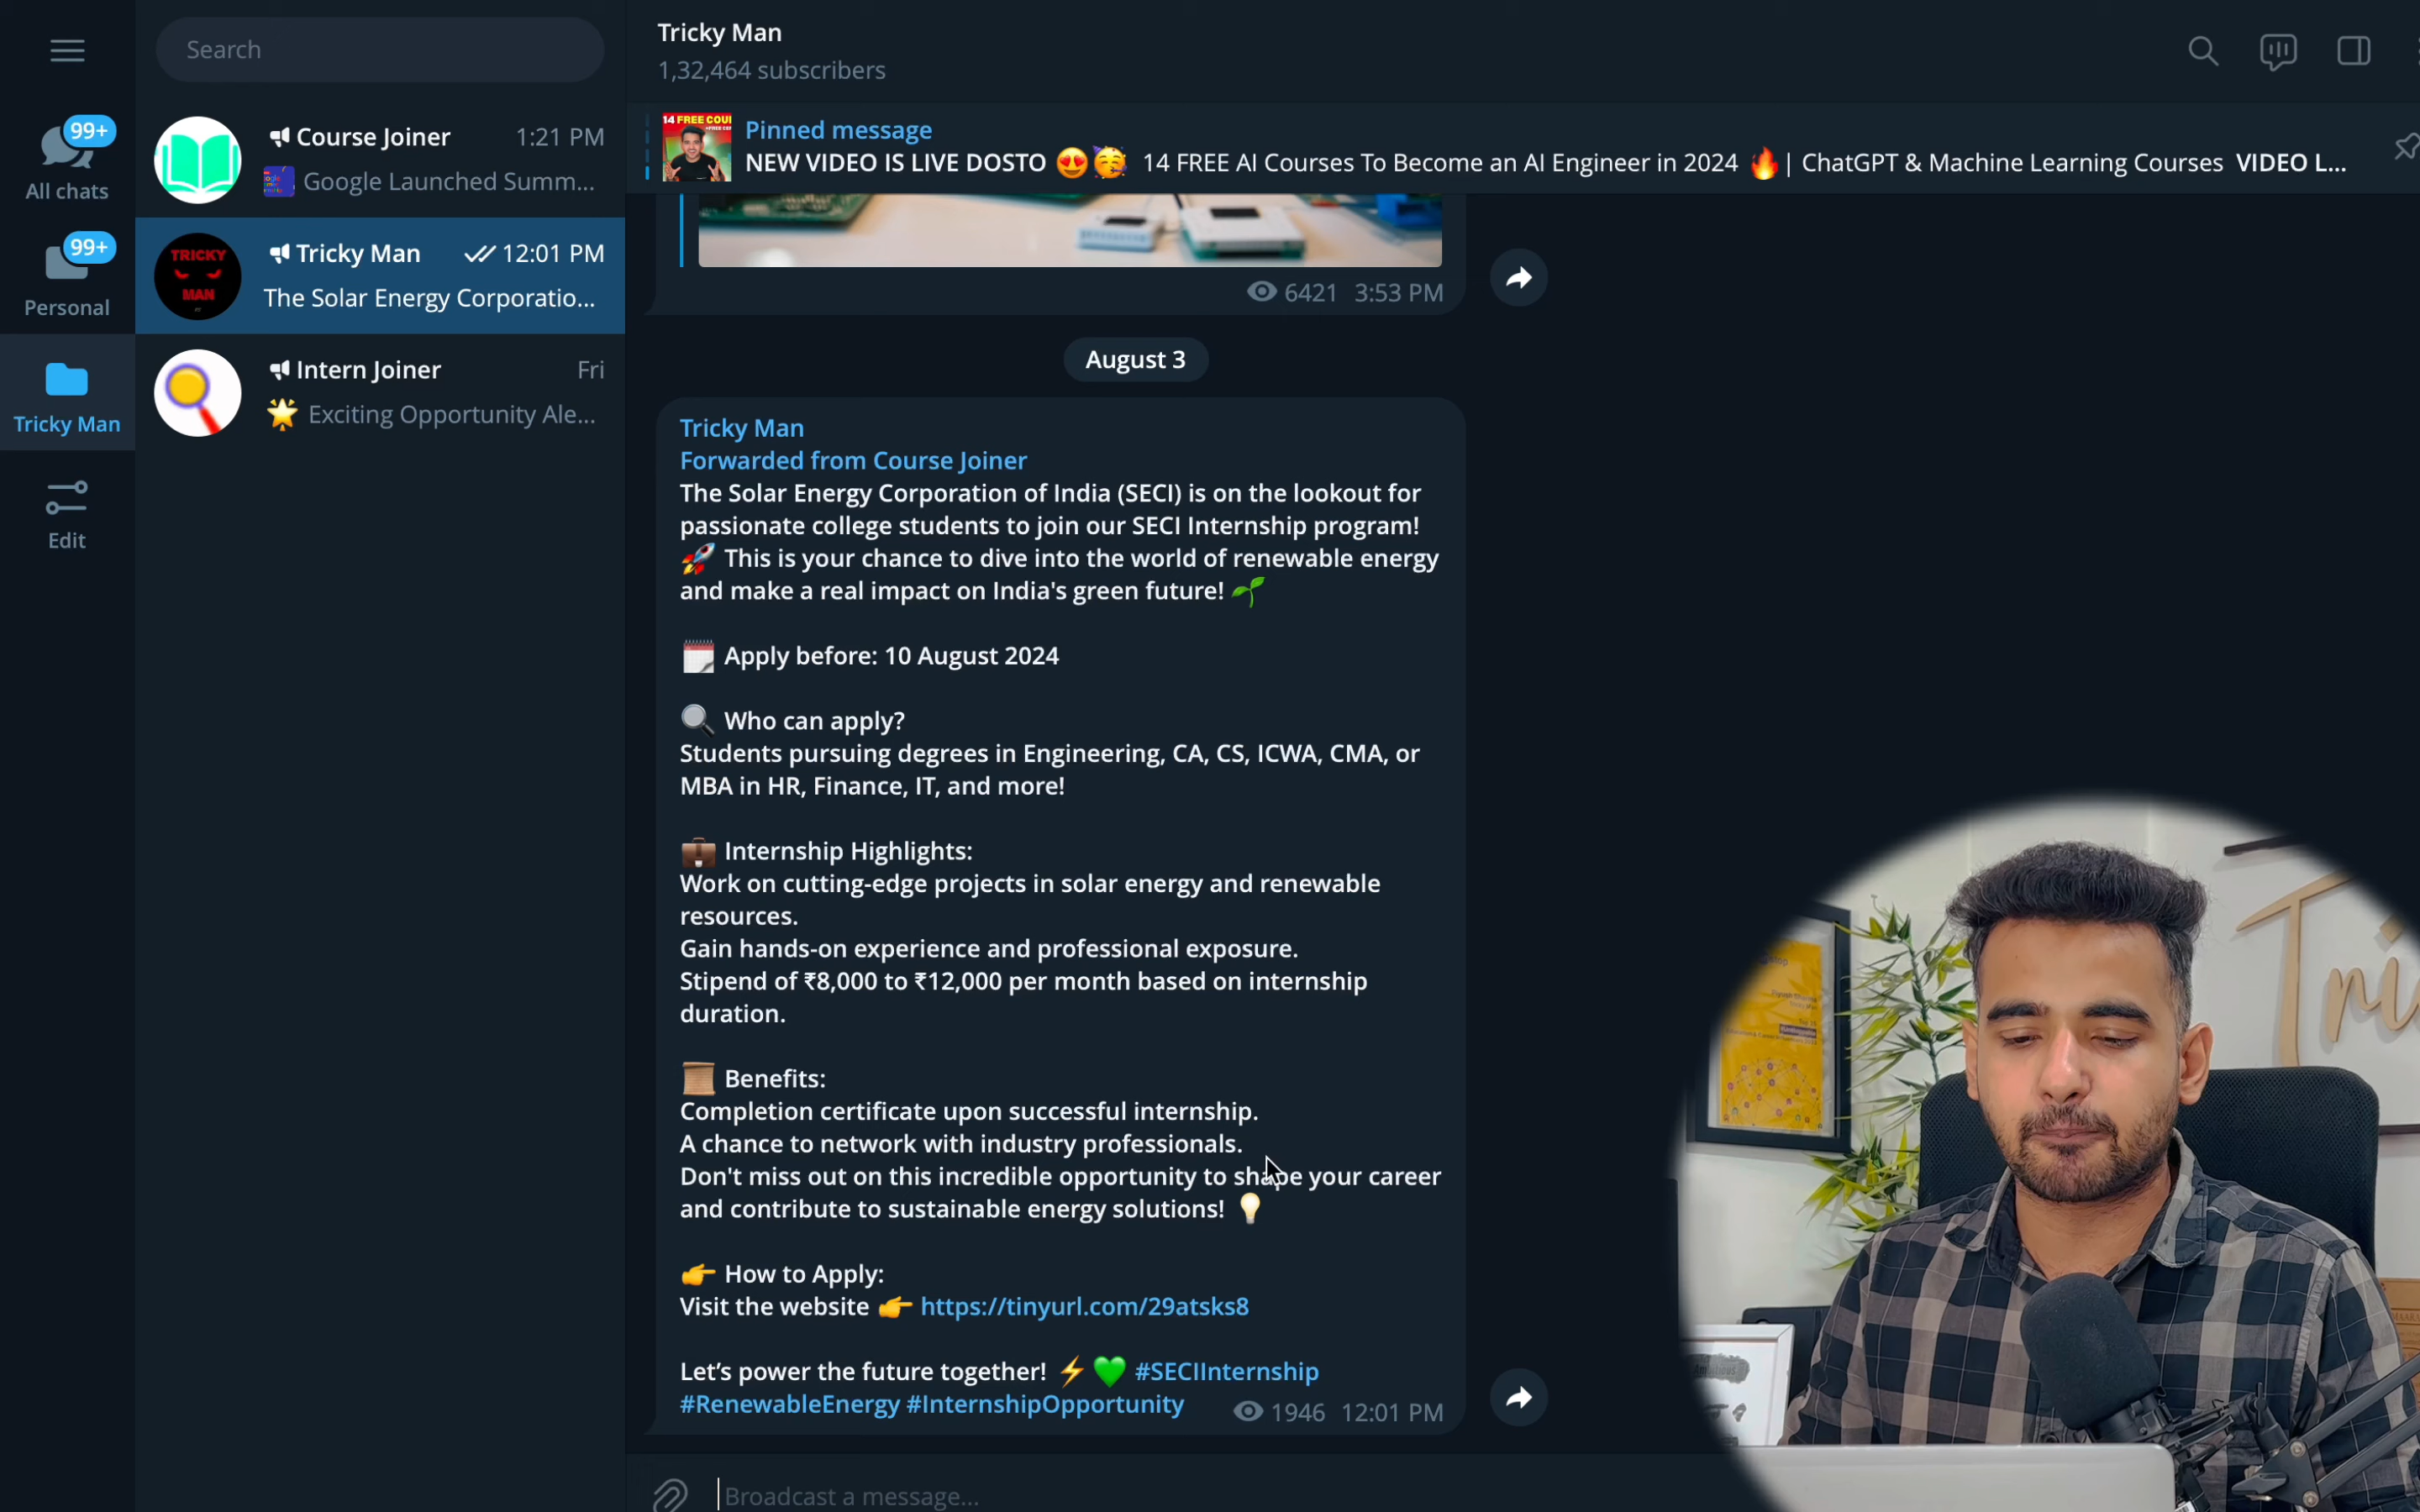 Search
99+
All chats
99+
Personal
Tricky Man
Edit
Course Joiner 1:21 PM
Google Launched Summ...
TRICKY
MAN
Tricky Man 12:01 PM
The Solar Energy Corporatio...
Intern Joiner Fri
🌟 Exciting Opportunity Ale...
Tricky Man
1,32,464 subscribers
14 FREE COU
Pinned message
NEW VIDEO IS LIVE DOSTO 😍🥳 14 FREE AI Courses To Become an AI Engineer in 2024 🔥| ChatGPT & Machine Learning Courses VIDEO L...
6421 3:53 PM
August 3
Tricky Man
Forwarded from Course Joiner
The Solar Energy Corporation of India (SECI) is on the lookout for
passionate college students to join our SECI Internship program!
🚀 This is your chance to dive into the world of renewable energy
and make a real impact on India's green future! 🌱
🗓️ Apply before: 10 August 2024
🔍 Who can apply?
Students pursuing degrees in Engineering, CA, CS, ICWA, CMA, or
MBA in HR, Finance, IT, and more!
💼 Internship Highlights:
Work on cutting-edge projects in solar energy and renewable
resources.
Gain hands-on experience and professional exposure.
Stipend of ₹8,000 to ₹12,000 per month based on internship
duration.
📜 Benefits:
Completion certificate upon successful internship.
A chance to network with industry professionals.
Don't miss out on this incredible opportunity to shape your career
and contribute to sustainable energy solutions! 💡
👉 How to Apply:
Visit the website 👉 https://tinyurl.com/29atsks8
Let’s power the future together! ⚡💚 #SECIInternship
#RenewableEnergy #InternshipOpportunity 1946 12:01 PM
Broadcast a message...
Tri